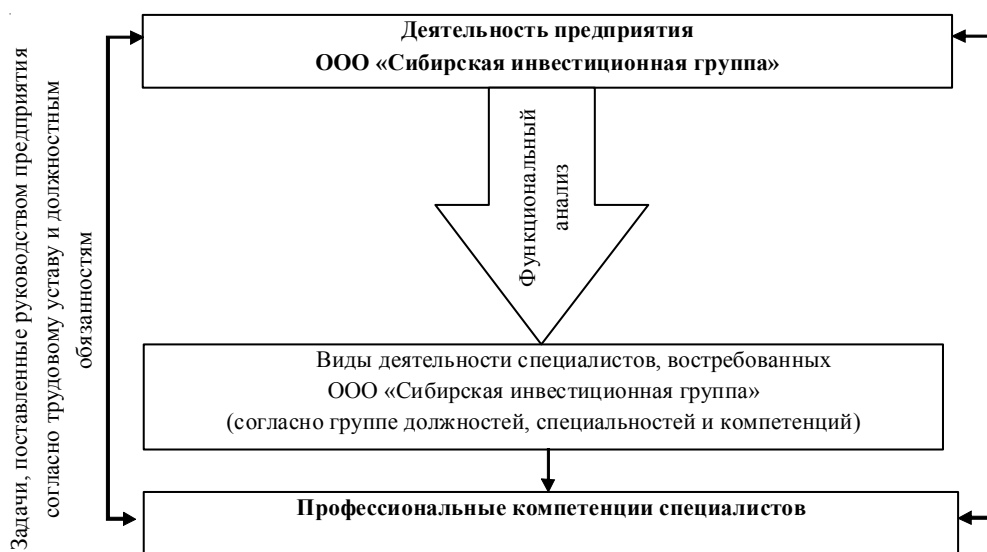 Задачи, поставленные руководством предприятия
согласно трудовому уставу и должностным
обязанностям
Деятельность предприятия
ООО «Сибирская инвестиционная группа»
Функциональный
анализ
Виды деятельности специалистов, востребованных
ООО «Сибирская инвестиционная группа»
(согласно группе должностей, специальностей и компетенций)
Профессиональные компетенции специалистов